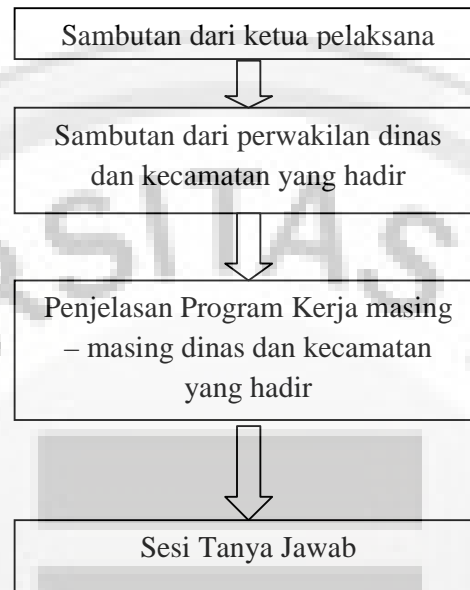 Sambutan dari ketua pelaksana
Sambutan dari perwakilan dinas
dan kecamatan yang hadir
Penjelasan Program Kerja masing
– masing dinas dan kecamatan
yang hadir
Sesi Tanya Jawab